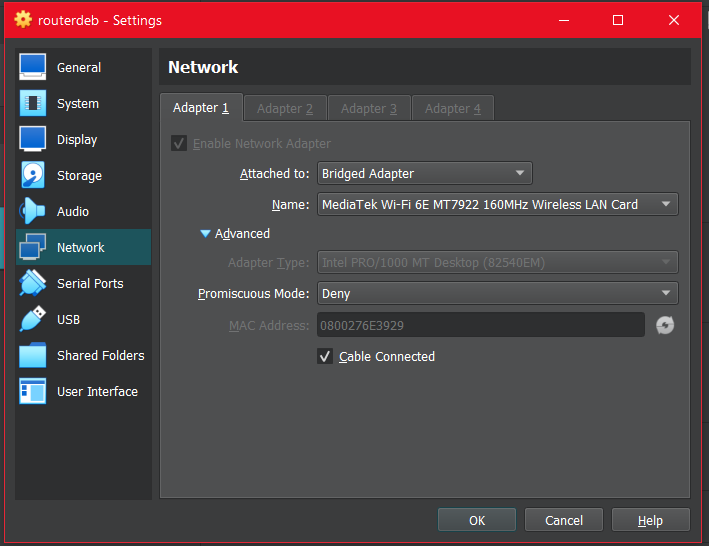 routerdeb - Settings
General
System
Display
Storage
Audio
Network
Serial Ports
USB
Shared Folders
User Interface
Network
Adapter 1
Adapter 2
Adapter 3
Adapter 4
Enable Network Adapter
Attached to: Bridged Adapter
Name: MediaTek Wi-Fi 6E MT7922 160MHz Wireless LAN Card
Advanced
Adapter Type: Intel PRO/1000 MT Desktop (82540EM)
Promiscuous Mode: Deny
MAC Address: 0800276E3929
Cable Connected
OK
Cancel
Help